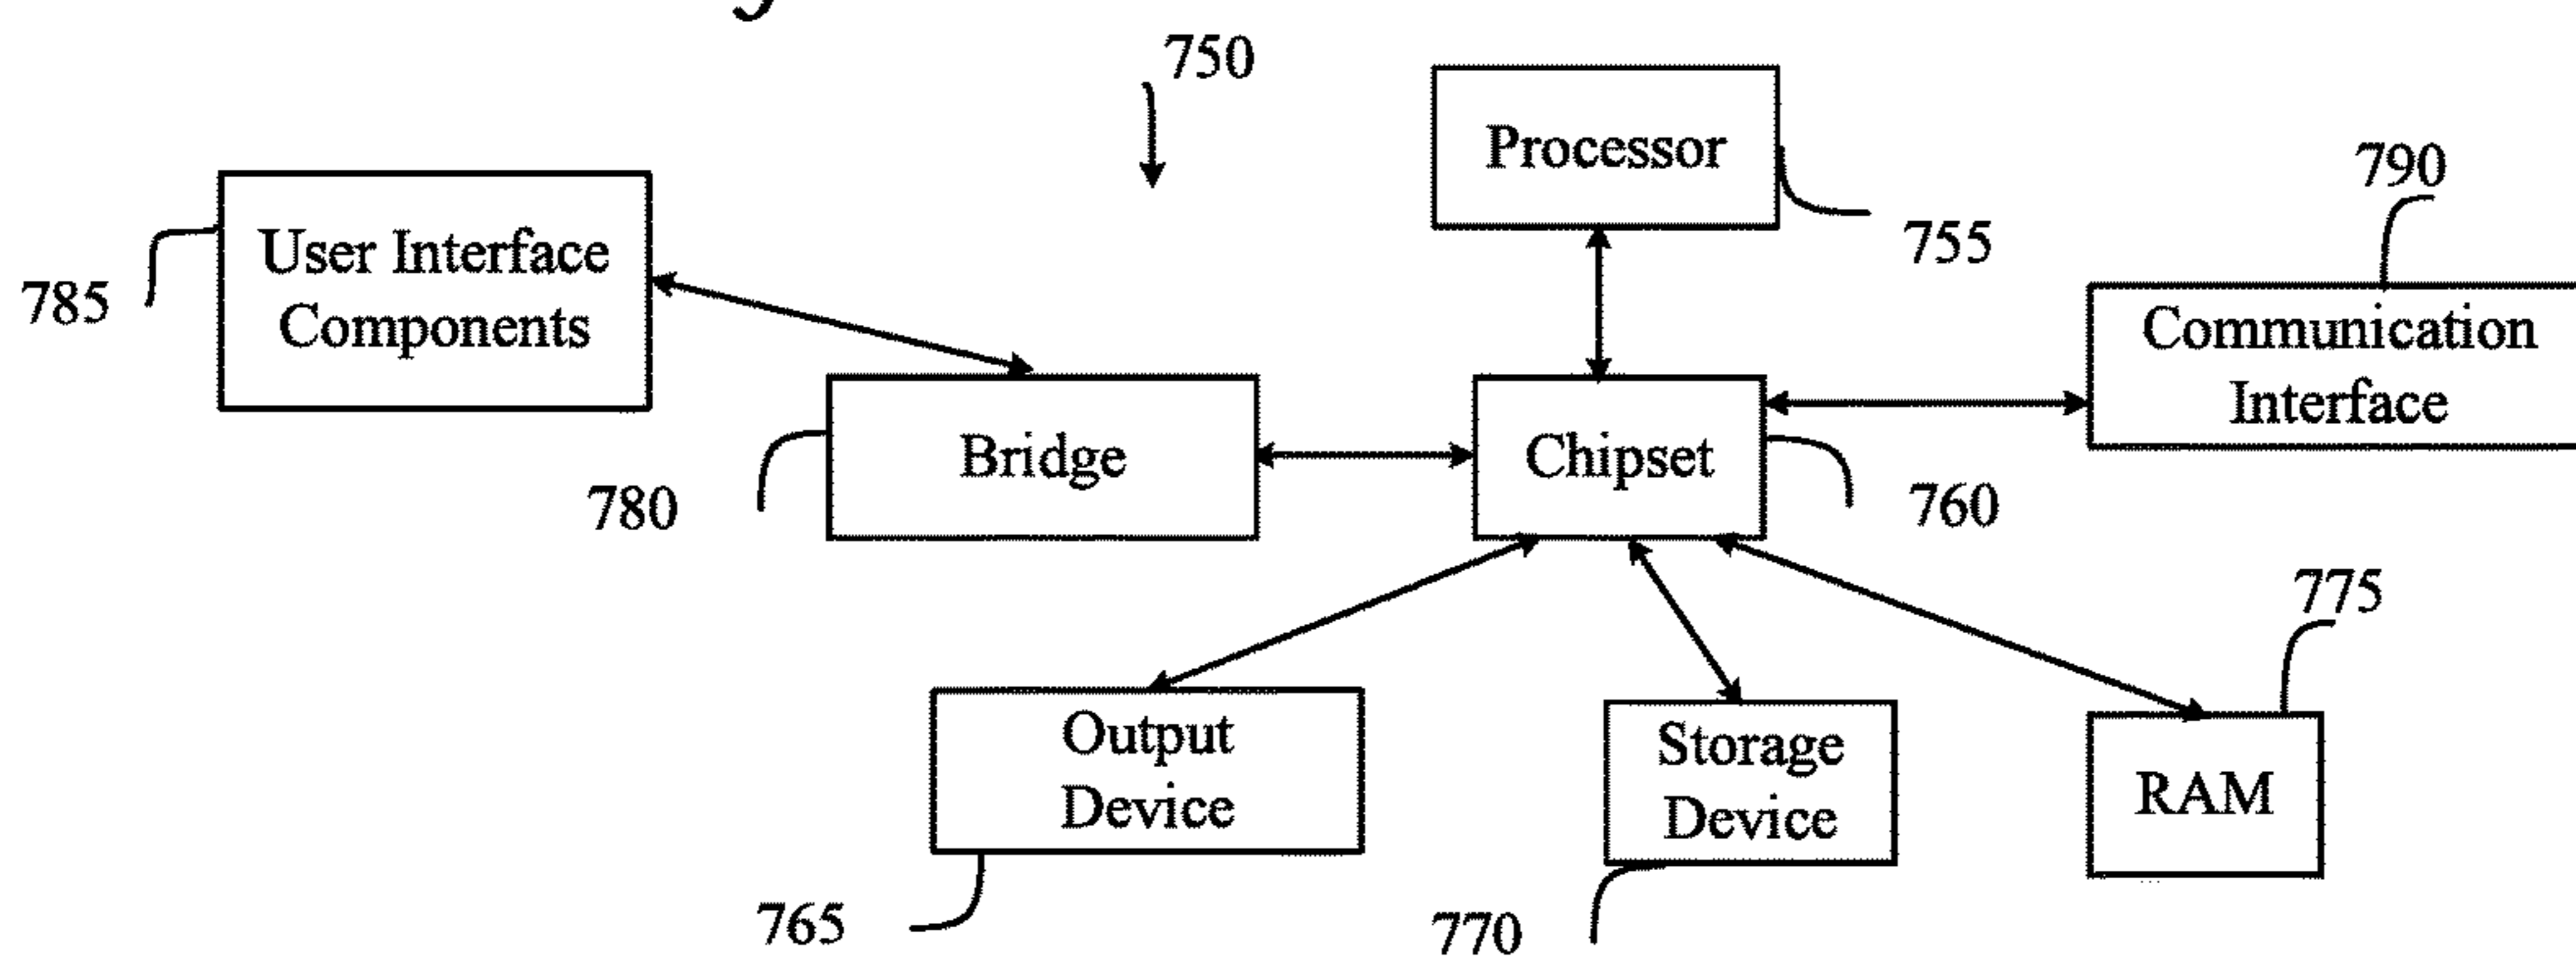 750
Processor
790
User Interface
Components
755
785
Communication
Interface
Bridge
Chipset
780
760
775
Output
Device
Storage
Device
RAM
765
770